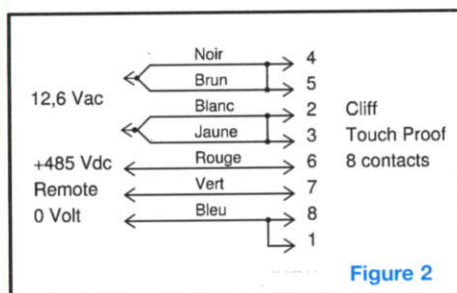 Noir 4
Brun 5
12,6 Vac
Blanc 2 Cliff
Jaune 3 Touch Proof
+485 Vdc Rouge 6 8 contacts
Remote Vert 7
0 Volt Bleu 8
1
Figure 2